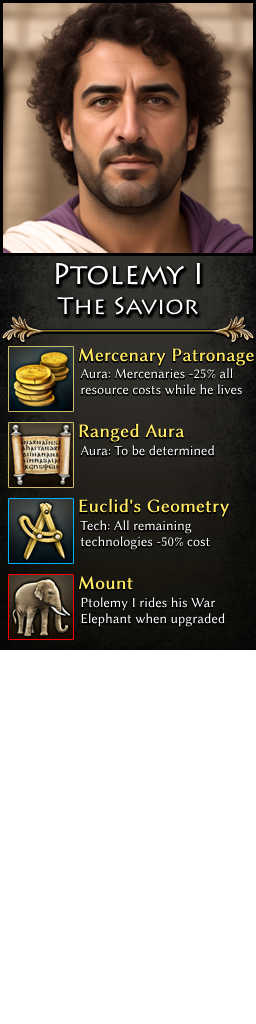 Ptolemy I
The Savior
Mercenary Patronage
Aura: Mercenaries -25% all
resource costs while he lives
Ranged Aura
Aura: To be determined
Euclid's Geometry
Tech: All remaining
technologies -50% cost
Mount
Ptolemy I rides his War
Elephant when upgraded